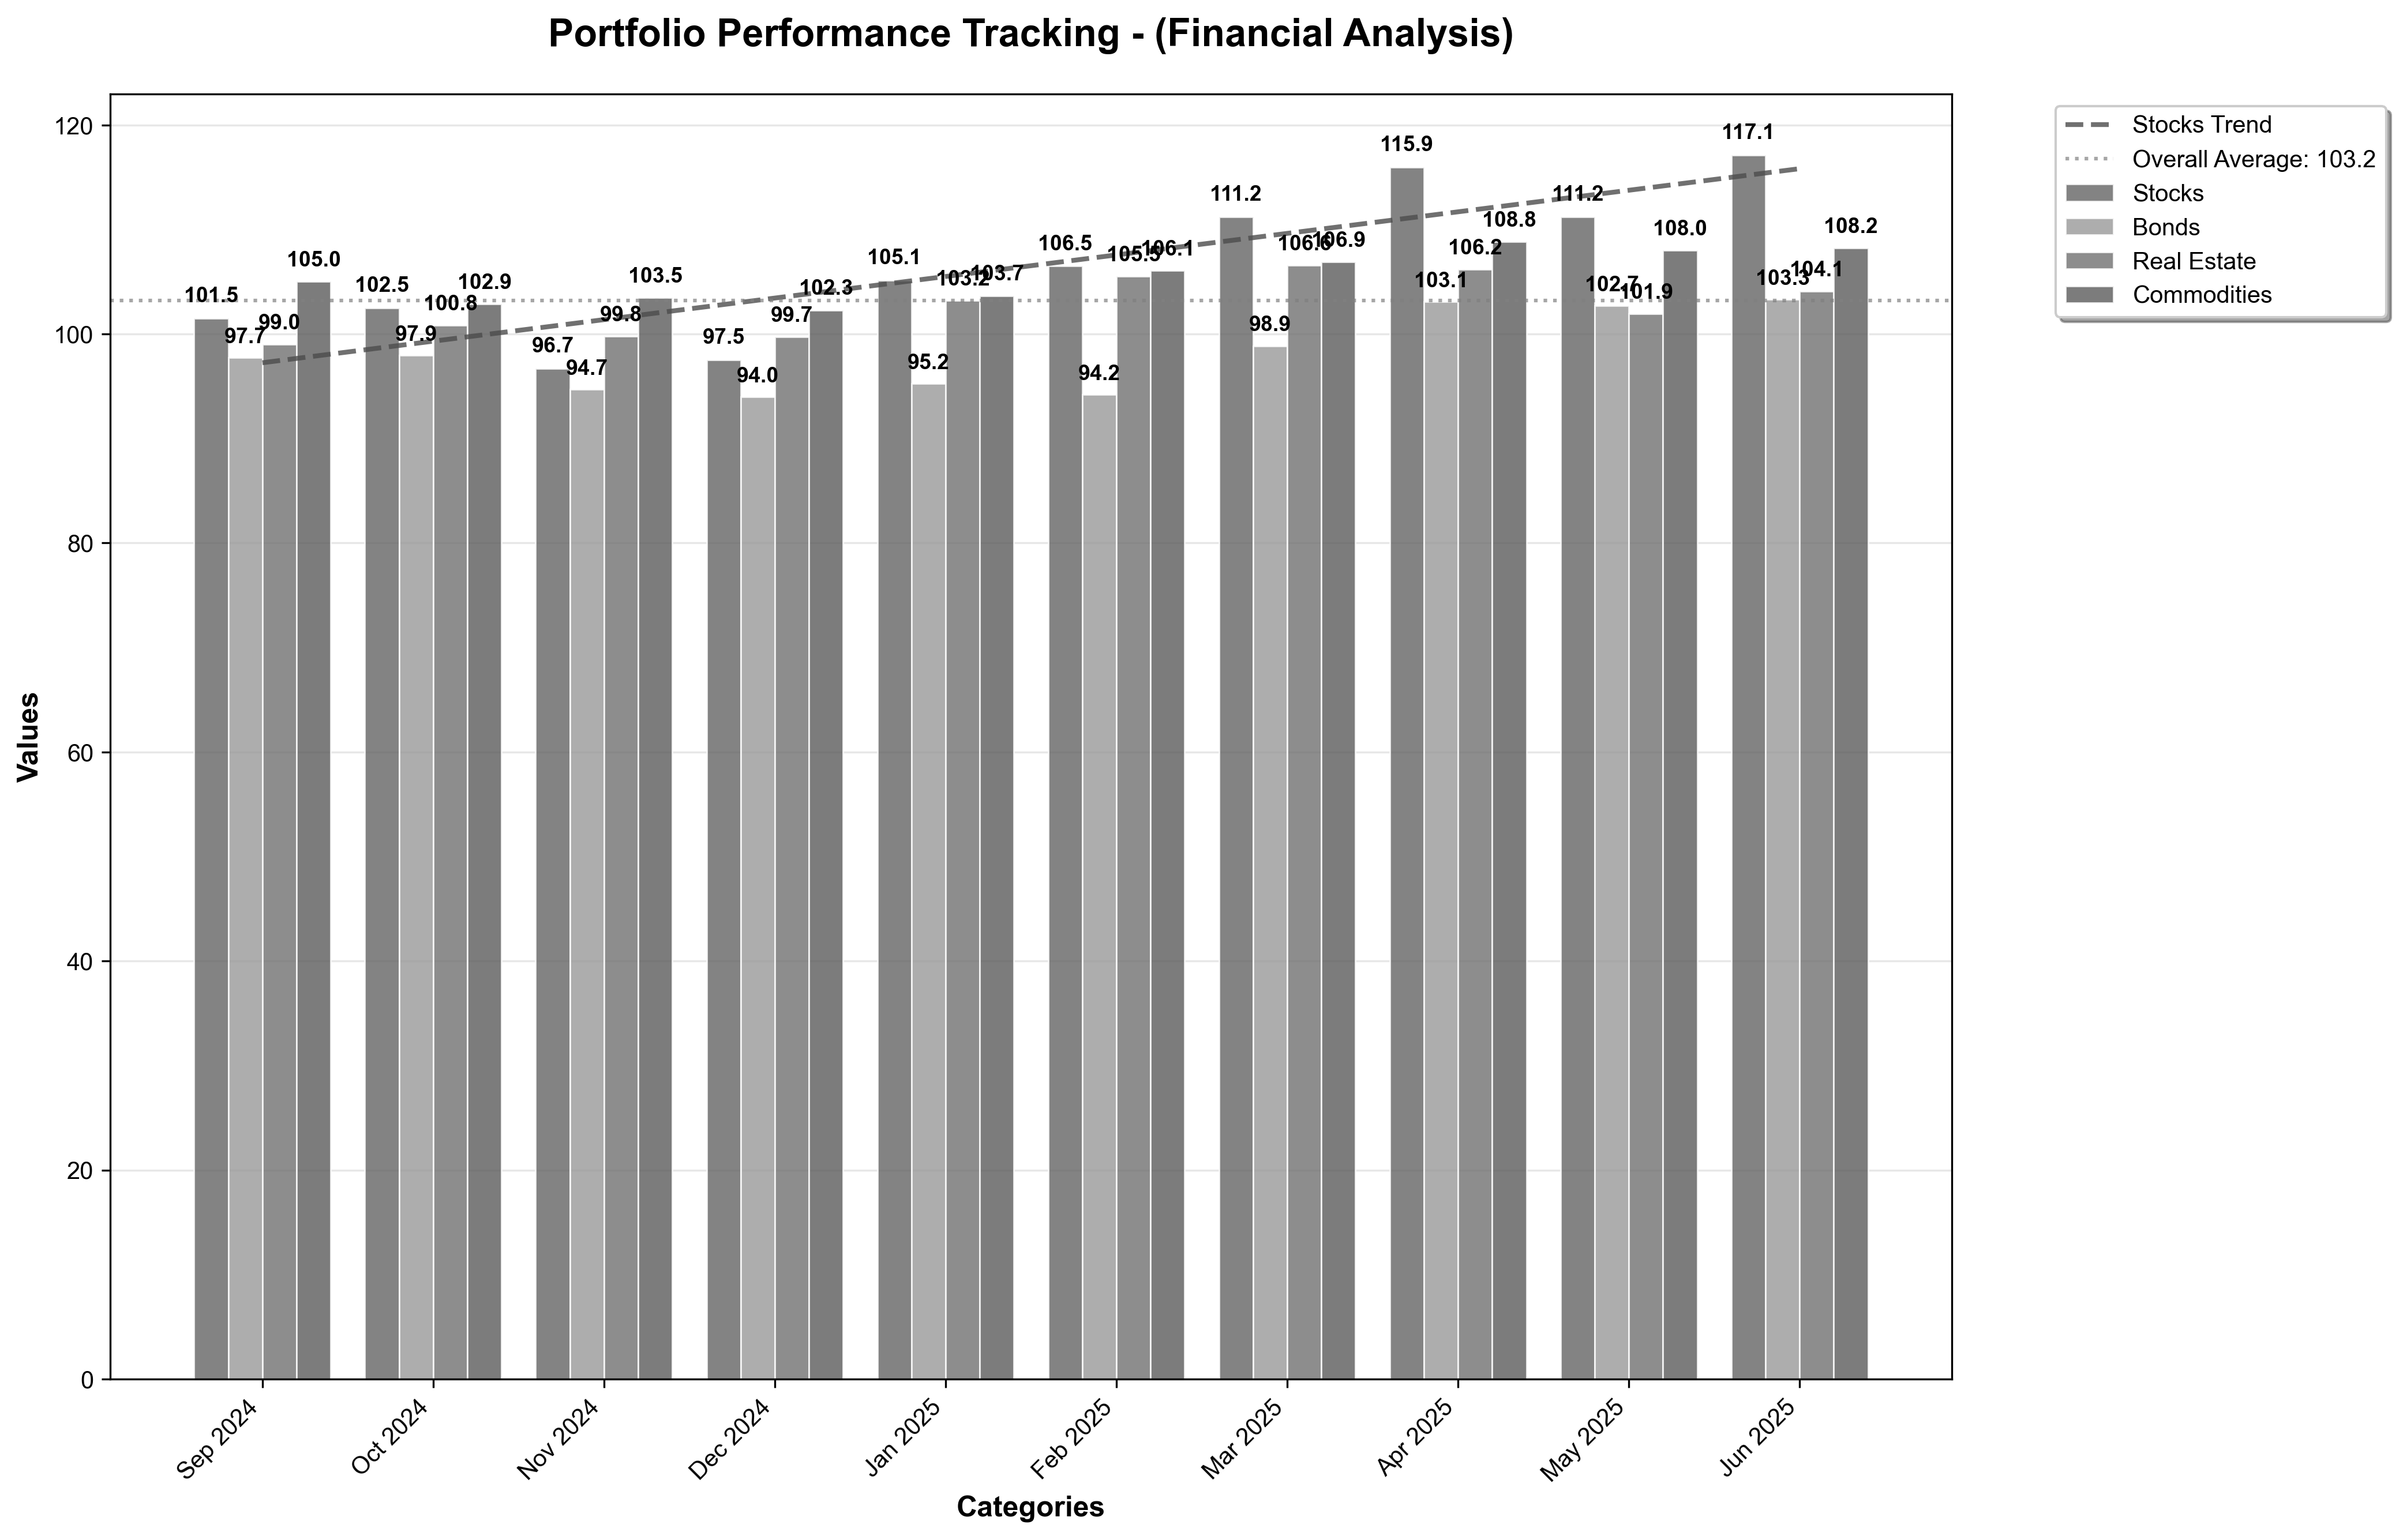 Portfolio Performance Tracking - (Financial Analysis)
Values
120
100
80
60
40
20
0
101.5
97.7
99.0
105.0
102.5
97.9
100.8
102.9
96.7
94.7
99.8
103.5
97.5
94.0
99.7
102.3
105.1
95.2
103.2
103.7
106.5
94.2
105.5
106.1
111.2
98.9
106.6
106.9
115.9
103.1
106.2
108.8
111.2
102.7
101.9
108.0
117.1
103.3
104.1
108.2
Sep 2024
Oct 2024
Nov 2024
Dec 2024
Jan 2025
Feb 2025
Mar 2025
Apr 2025
May 2025
Jun 2025
Categories
Stocks Trend
Overall Average: 103.2
Stocks
Bonds
Real Estate
Commodities